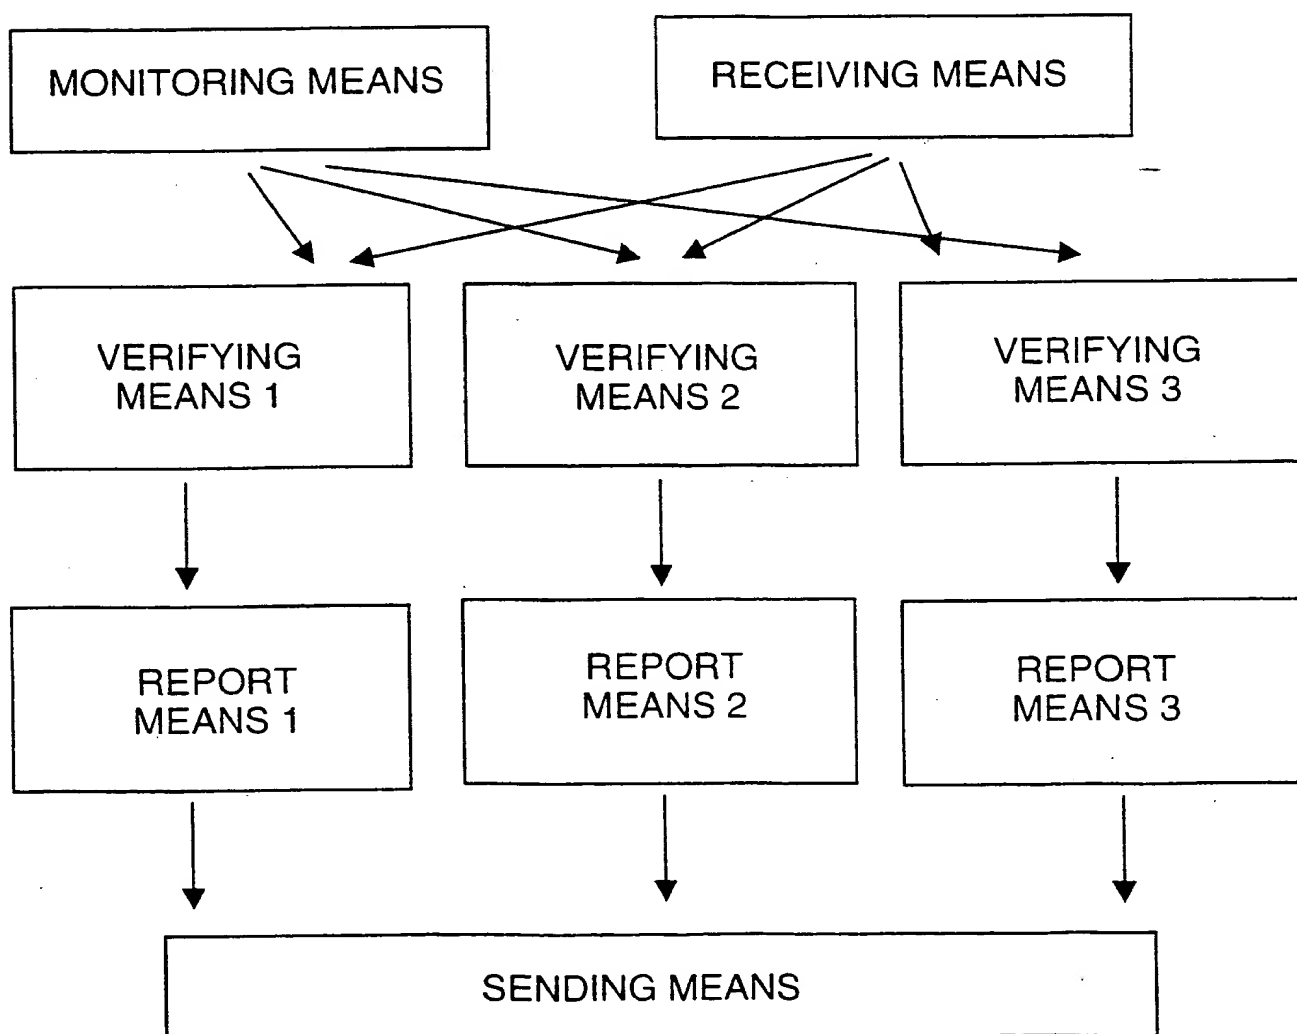 MONITORING MEANS
RECEIVING MEANS
VERIFYING
MEANS 1
VERIFYING
MEANS 2
VERIFYING
MEANS 3
REPORT
MEANS 1
REPORT
MEANS 2
REPORT
MEANS 3
SENDING MEANS